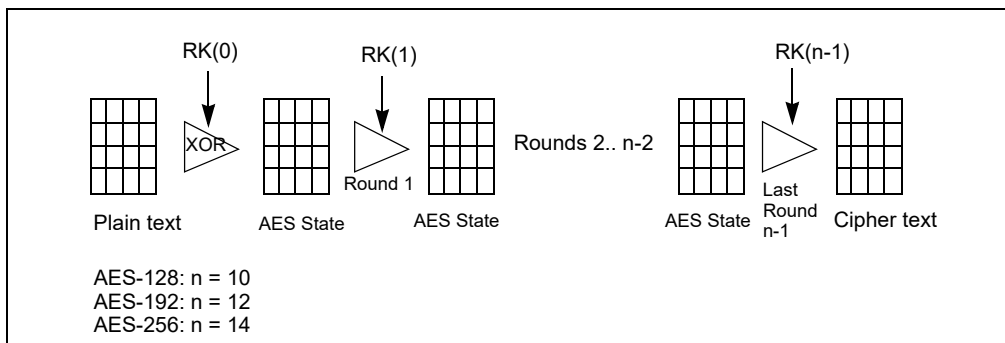 RK(0)
RK(1)
RK(n-1)
XOR
Rounds 2.. n-2
Round 1
Last
Round
n-1
Plain text
AES State
AES State
AES State
Cipher text
AES-128: n = 10
AES-192: n = 12
AES-256: n = 14